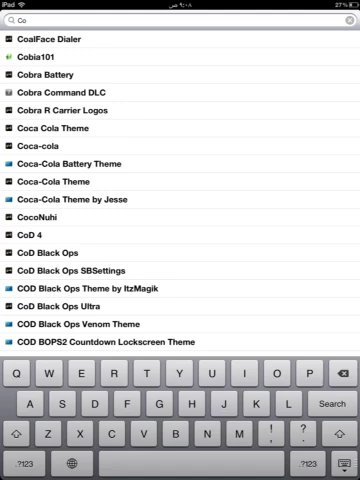 iPad ٩:٠٨ ص 27%
Co
CoalFace Dialer
Cobia101
Cobra Battery
Cobra Command DLC
Cobra R Carrier Logos
Coca Cola Theme
Coca-cola
Coca-Cola Battery Theme
Coca-Cola Theme
Coca-Cola Theme by Jesse
CocoNuhi
CoD 4
CoD Black Ops
CoD Black Ops SBSettings
COD Black Ops Theme by ItzMagik
CoD Black Ops Ultra
COD Black Ops Venom Theme
COD BOPS2 Countdown Lockscreen Theme
Q W E R T Y U I O P
A S D F G H J K L Search
Z X C V B N M ! , ? .
.?123 .?123